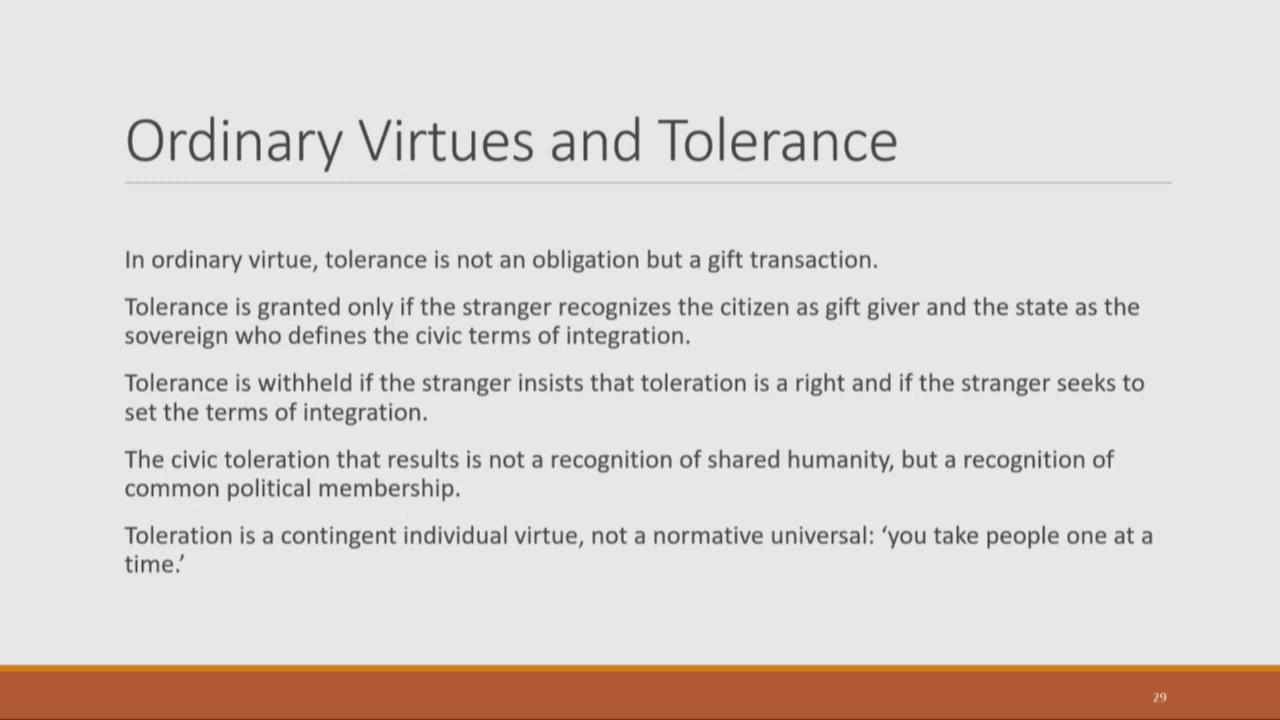 Ordinary Virtues and Tolerance
In ordinary virtue, tolerance is not an obligation but a gift transaction.
Tolerance is granted only if the stranger recognizes the citizen as gift giver and the state as the
sovereign who defines the civic terms of integration.
Tolerance is withheld if the stranger insists that toleration is a right and if the stranger seeks to
set the terms of integration.
The civic toleration that results is not a recognition of shared humanity, but a recognition of
common political membership.
Toleration is a contingent individual virtue, not a normative universal: ‘you take people one at a
time.’
29